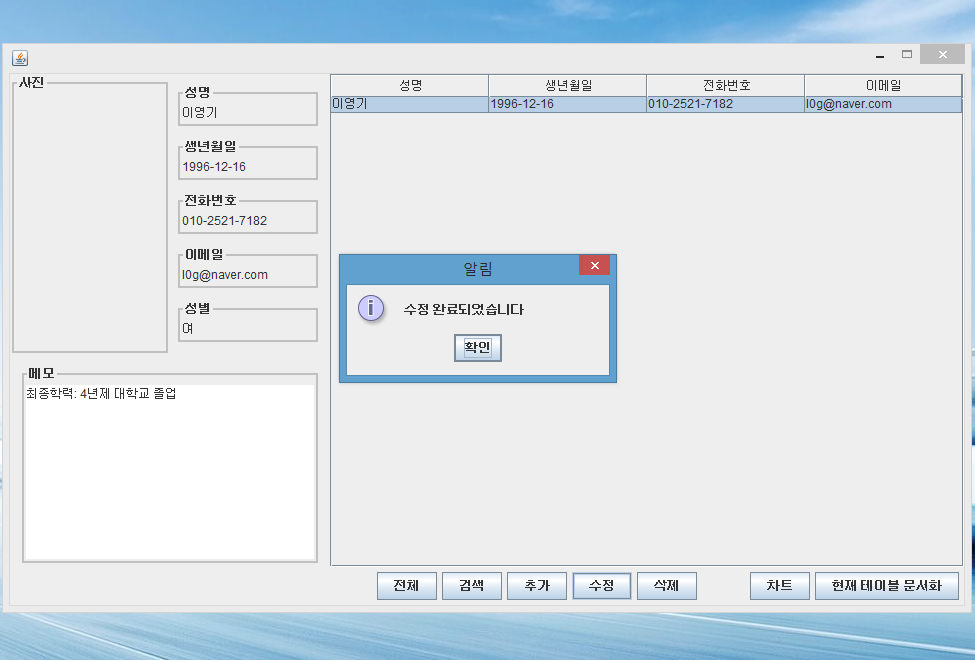 사진
성명
이영기
생년월일
1996-12-16
전화번호
010-2521-7182
이메일
l0g@naver.com
성별
여
메모
최종학력: 4년제 대학교 졸업
성명 생년월일 전화번호 이메일
이영기 1996-12-16 010-2521-7182 l0g@naver.com
알림
수정 완료되었습니다
확인
전체 검색 추가 수정 삭제 차트 현재 테이블 문서화